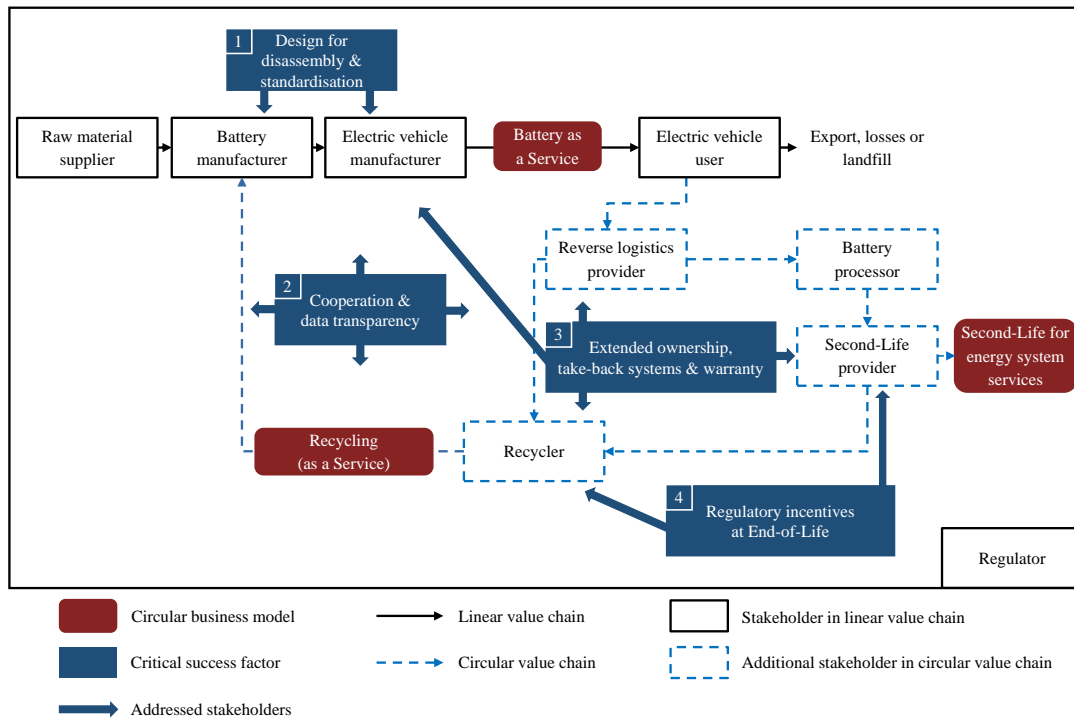 1
Design for
disassembly &
standardisation
Raw material
supplier
Battery
manufacturer
Electric vehicle
manufacturer
Battery as
a Service
Electric vehicle
user
Export, losses or
landfill
Reverse logistics
provider
Battery
processor
2
Cooperation &
data transparency
3
Extended ownership,
take-back systems & warranty
Second-Life
provider
Second-Life for
energy system
services
Recycling
(as a Service)
Recycler
4
Regulatory incentives
at End-of-Life
Regulator
Circular business model
Linear value chain
Stakeholder in linear value chain
Critical success factor
Circular value chain
Additional stakeholder in circular value chain
Addressed stakeholders